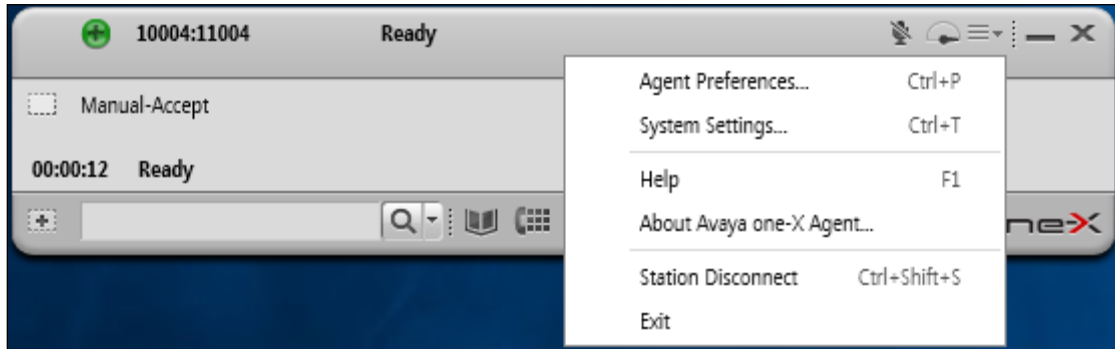 10004:11004 Ready
Agent Preferences... Ctrl+P
Manual-Accept
System Settings... Ctrl+T
00:00:12 Ready
Help F1
About Avaya one-X Agent...
ne-X
Station Disconnect Ctrl+Shift+S
Exit